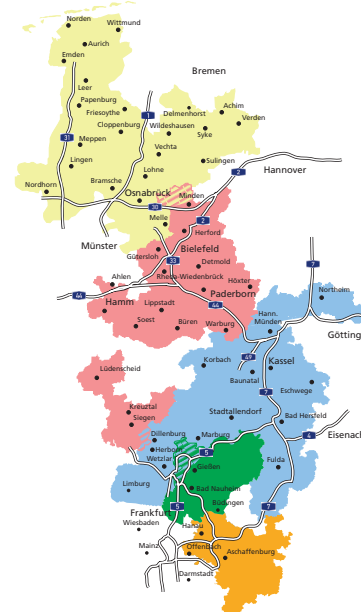 Norden
Wittmund
Aurich
Emden
Bremen
Leer
Papenburg
Friesoythe
Delmenhorst
Achim
1
Cloppenburg
Wildeshausen
Syke
Verden
31
Meppen
Vechta
Lingen
Lohne
Sulingen
2
Hannover
Nordhorn
Bramsche
Osnabrück
Minden
30
Melle
2
Herford
Münster
Bielefeld
Gütersloh
33
Detmold
7
Rheda-Wiedenbrück
Ahlen
Höxter
44
Hamm
Paderborn
Northeim
Lippstadt
44
Hann.
Münden
Soest
Büren
Warburg
Götting
49
Korbach
Kassel
Lüdenscheid
Baunatal
Eschwege
7
Kreuztal
Siegen
Stadtallendorf
Bad Hersfeld
Dillenburg
Marburg
4
Eisenach
Herborn
5
Wetzlar
Gießen
Fulda
Limburg
Bad Nauheim
Büdingen
5
7
Frankfurt
Wiesbaden
Hanau
Mainz
Offenbach
Aschaffenburg
Darmstadt